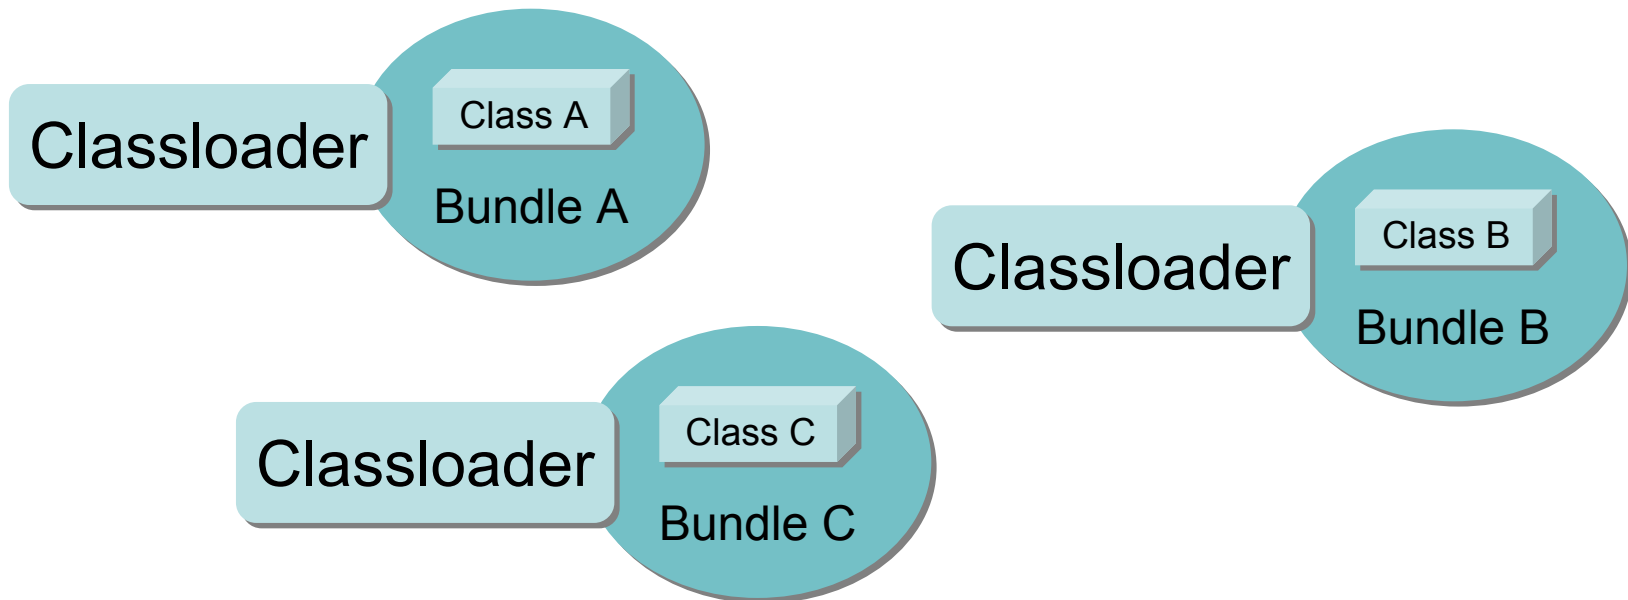 Classloader
Class A
Bundle A
Classloader
Class B
Bundle B
Classloader
Class C
Bundle C